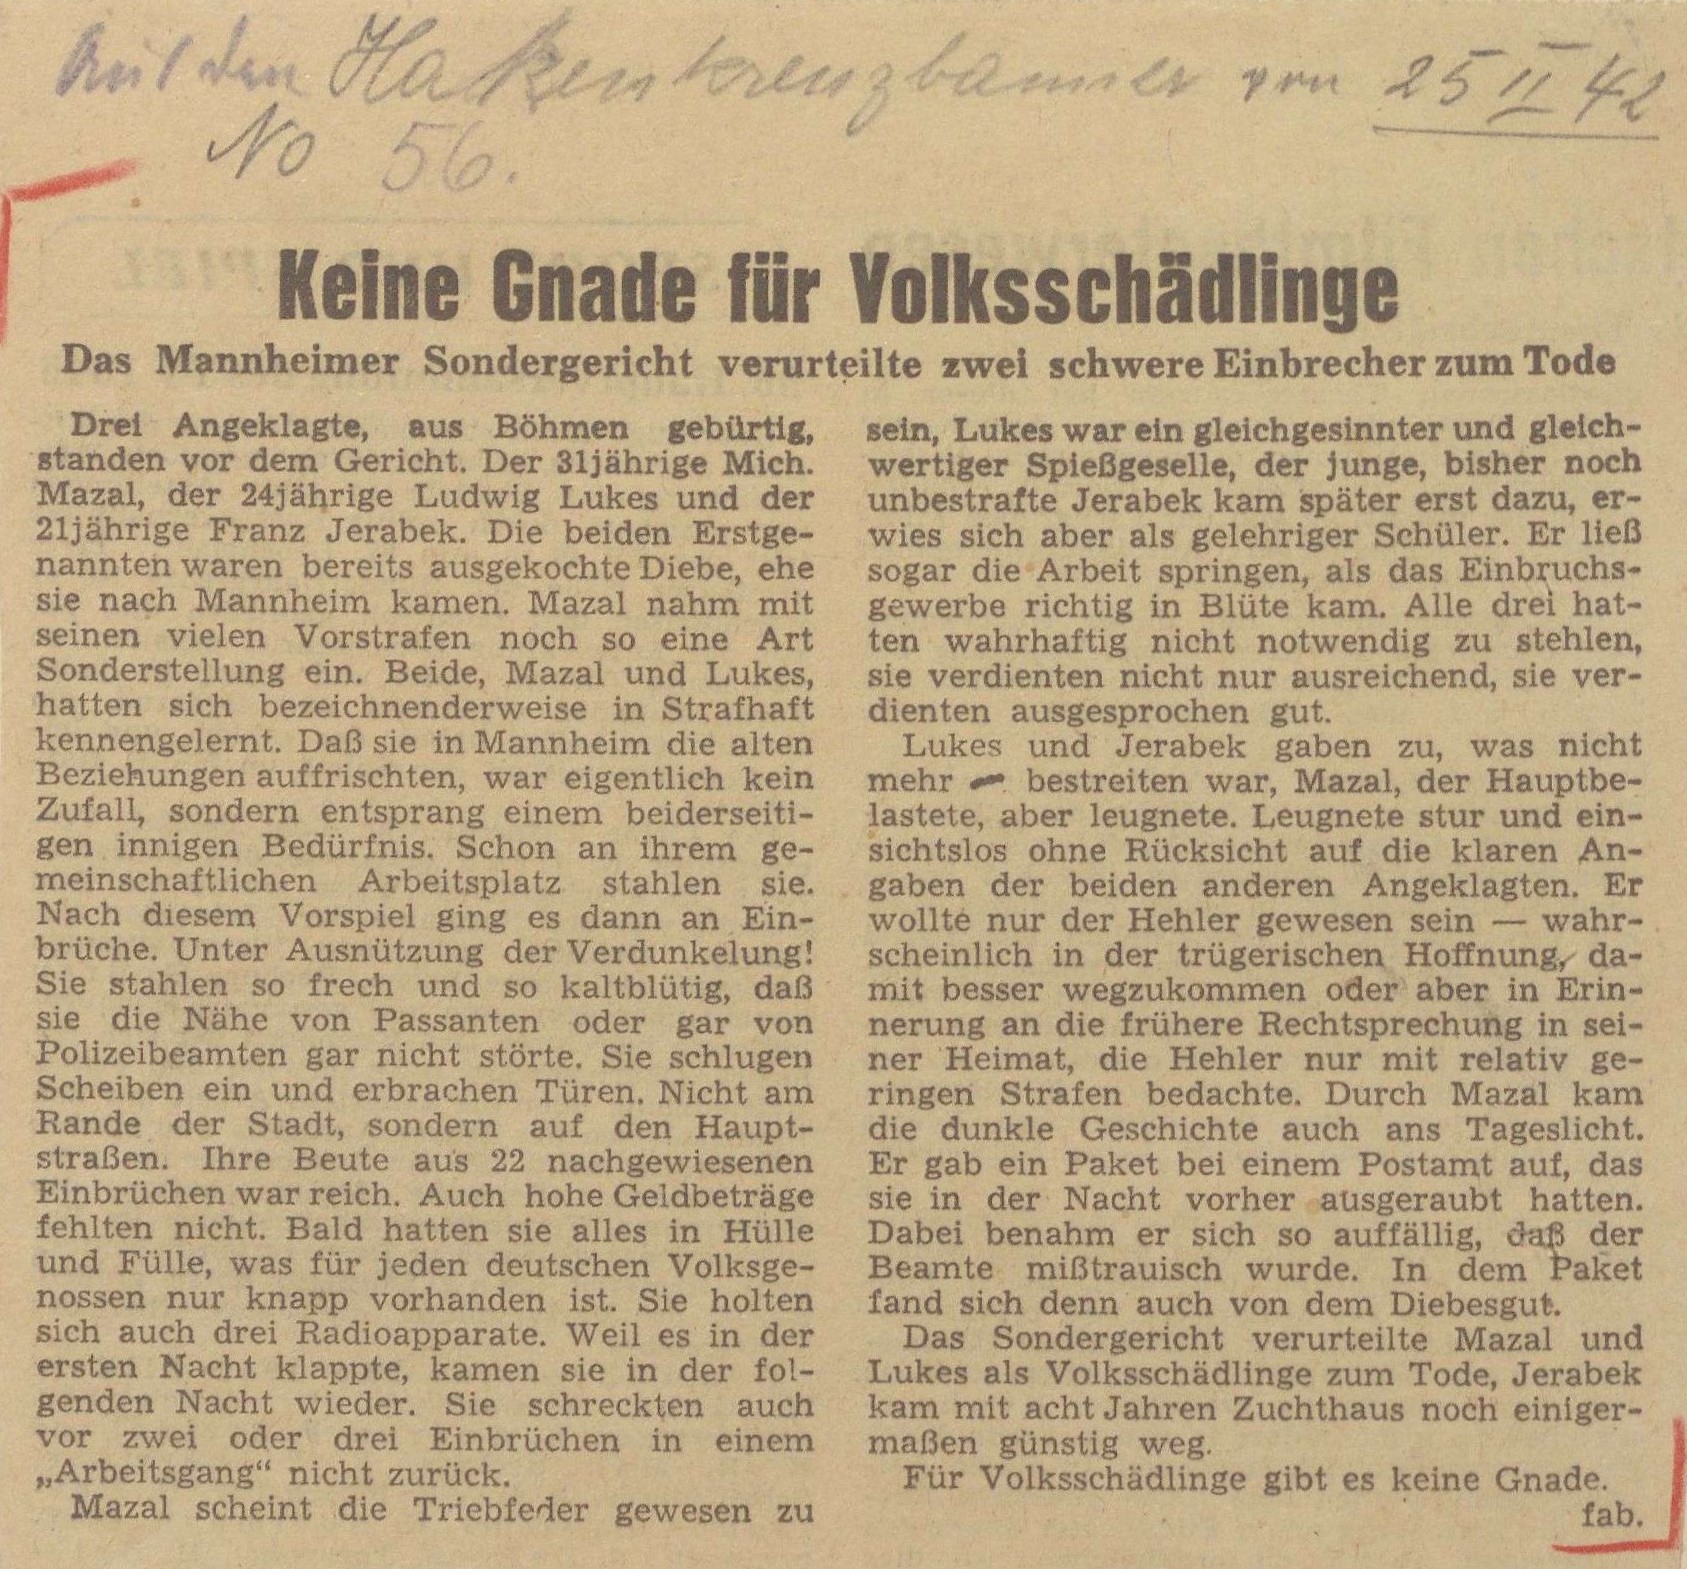 Aus dem Hakenkreuzbanner von 25 II 42
No 56.
Keine Gnade für Volksschädlinge
Das Mannheimer Sondergericht verurteilte zwei schwere Einbrecher zum Tode
Drei Angeklagte, aus Böhmen gebürtig,
standen vor dem Gericht. Der 31jährige Mich.
Mazal, der 24jährige Ludwig Lukes und der
21jährige Franz Jerabek. Die beiden Erstge-
nannten waren bereits ausgekochte Diebe, ehe
sie nach Mannheim kamen. Mazal nahm mit
seinen vielen Vorstrafen noch so eine Art
Sonderstellung ein. Beide, Mazal und Lukes,
hatten sich bezeichnenderweise in Strafhaft
kennengelernt. Daß sie in Mannheim die alten
Beziehungen auffrischten, war eigentlich kein
Zufall, sondern entsprang einem beiderseiti-
gen innigen Bedürfnis. Schon an ihrem ge-
meinschaftlichen Arbeitsplatz stahlen sie.
Nach diesem Vorspiel ging es dann an Ein-
brüche. Unter Ausnützung der Verdunkelung!
Sie stahlen so frech und so kaltblütig, daß
sie die Nähe von Passanten oder gar von
Polizeibeamten gar nicht störte. Sie schlugen
Scheiben ein und erbrachen Türen. Nicht am
Rande der Stadt, sondern auf den Haupt-
straßen. Ihre Beute aus 22 nachgewiesenen
Einbrüchen war reich. Auch hohe Geldbeträge
fehlten nicht. Bald hatten sie alles in Hülle
und Fülle, was für jeden deutschen Volksge-
nossen nur knapp vorhanden ist. Sie holten
sich auch drei Radioapparate. Weil es in der
ersten Nacht klappte, kamen sie in der fol-
genden Nacht wieder. Sie schreckten auch
vor zwei oder drei Einbrüchen in einem
„Arbeitsgang“ nicht zurück.
Mazal scheint die Triebfeder gewesen zu
sein, Lukes war ein gleichgesinnter und gleich-
wertiger Spießgeselle, der junge, bisher noch
unbestrafte Jerabek kam später erst dazu, er-
wies sich aber als gelehriger Schüler. Er ließ
sogar die Arbeit springen, als das Einbruchs-
gewerbe richtig in Blüte kam. Alle drei hat-
ten wahrhaftig nicht notwendig zu stehlen,
sie verdienten nicht nur ausreichend, sie ver-
dienten ausgesprochen gut.
Lukes und Jerabek gaben zu, was nicht
mehr bestreiten war, Mazal, der Hauptbe-
lastete, aber leugnete. Leugnete stur und ein-
sichtslos ohne Rücksicht auf die klaren An-
gaben der beiden anderen Angeklagten. Er
wollte nur der Hehler gewesen sein — wahr-
scheinlich in der trügerischen Hoffnung, da-
mit besser wegzukommen oder aber in Erin-
nerung an die frühere Rechtsprechung in sei-
ner Heimat, die Hehler nur mit relativ ge-
ringen Strafen bedachte. Durch Mazal kam
die dunkle Geschichte auch ans Tageslicht.
Er gab ein Paket bei einem Postamt auf, das
sie in der Nacht vorher ausgeraubt hatten.
Dabei benahm er sich so auffällig, daß der
Beamte mißtrauisch wurde. In dem Paket
fand sich denn auch von dem Diebesgut.
Das Sondergericht verurteilte Mazal und
Lukes als Volksschädlinge zum Tode, Jerabek
kam mit acht Jahren Zuchthaus noch einiger-
maßen günstig weg.
Für Volksschädlinge gibt es keine Gnade.
fab.